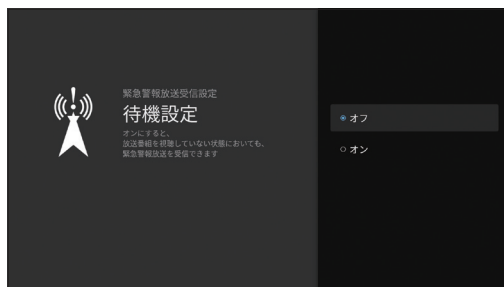 緊急警報放送受信設定
待機設定
オンにすると、
放送番組を視聴していない状態においても、
緊急警報放送を受信できます
オフ
オン